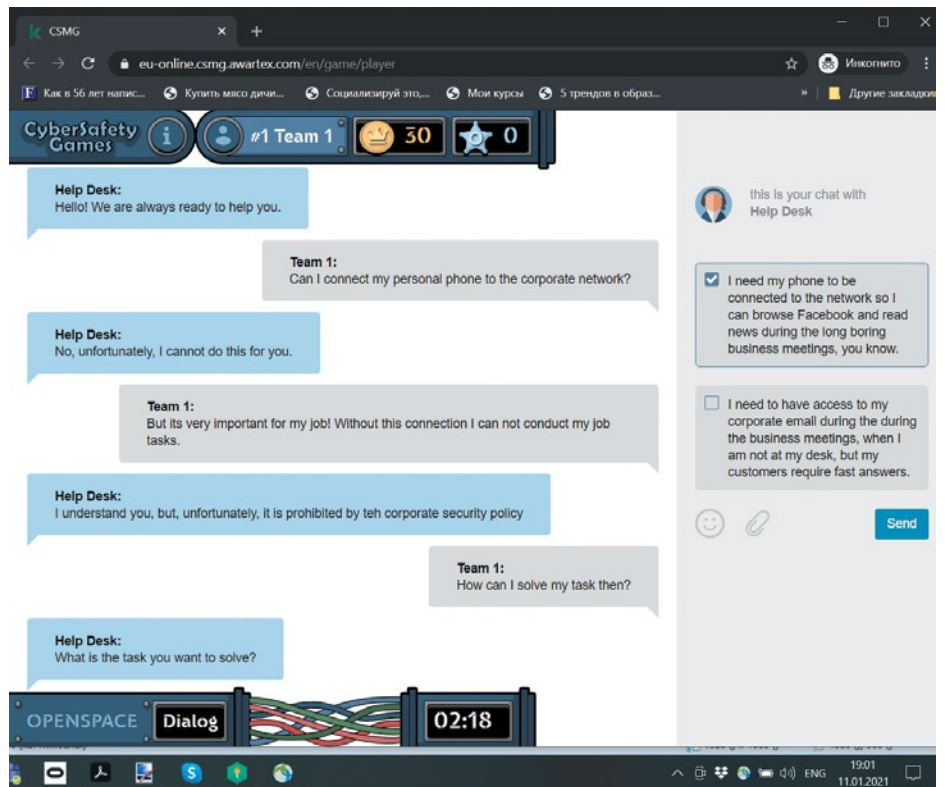 CSMG
eu-online.csmg.awartex.com/en/game/player
Инкогнито
Как в 56 лет напис...
Купить мясо дичи...
Социализируй это,...
Мои курсы
5 трендов в образ...
»
Другие закладки
CyberSafety
Games
i
#1 Team 1
30
0
Help Desk:
Hello! We are always ready to help you.
Team 1:
Can I connect my personal phone to the corporate network?
Help Desk:
No, unfortunately, I cannot do this for you.
Team 1:
But its very important for my job! Without this connection I can not conduct my job
tasks.
Help Desk:
I understand you, but, unfortunately, it is prohibited by teh corporate security policy
Team 1:
How can I solve my task then?
Help Desk:
What is the task you want to solve?
this is your chat with
Help Desk
I need my phone to be
connected to the network so I
can browse Facebook and read
news during the long boring
business meetings, you know.
I need to have access to my
corporate email during the during
the business meetings, when I
am not at my desk, but my
customers require fast answers.
Send
OPENSPACE
Dialog
02:18
ENG
19:01
11.01.2021